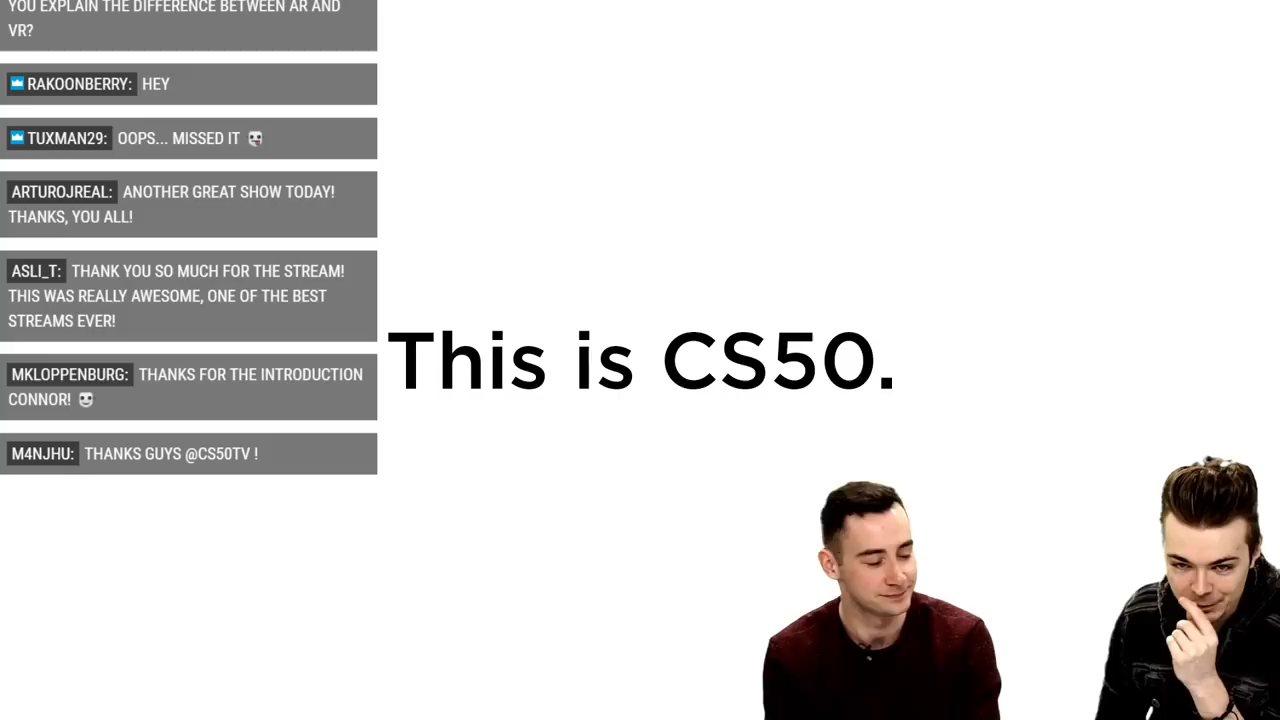 YOU EXPLAIN THE DIFFERENCE BETWEEN AR AND
VR?
RAKOONBERRY: HEY
TUXMAN29: OOPS... MISSED IT
ARTUROJREAL: ANOTHER GREAT SHOW TODAY!
THANKS, YOU ALL!
ASLI_T: THANK YOU SO MUCH FOR THE STREAM!
THIS WAS REALLY AWESOME, ONE OF THE BEST
STREAMS EVER!
MKLOPPENBURG: THANKS FOR THE INTRODUCTION
CONNOR!
M4NJHU: THANKS GUYS @CS50TV !
This is CS50.